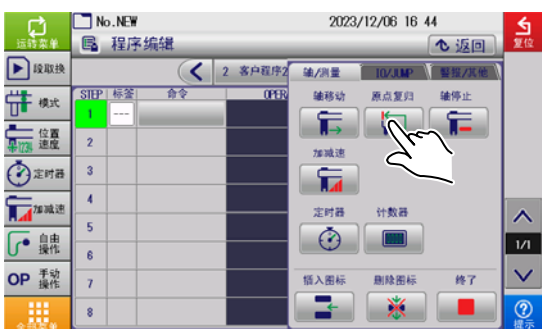 No.NEW
2023/12/06 16 44
运转菜单
程序编辑
返回
复位
段取换
2 客户程序2
轴/测量
IO/JUMP
警报/其他
模式
STEP
标签
命令
OPER
轴移动
原点复归
轴停止
1
---
位置
速度
2
加减速
定时器
3
加减速
4
定时器
计数器
自由
操作
5
1/1
6
OP
手动
操作
7
插入图标
删除图标
终了
8
提示